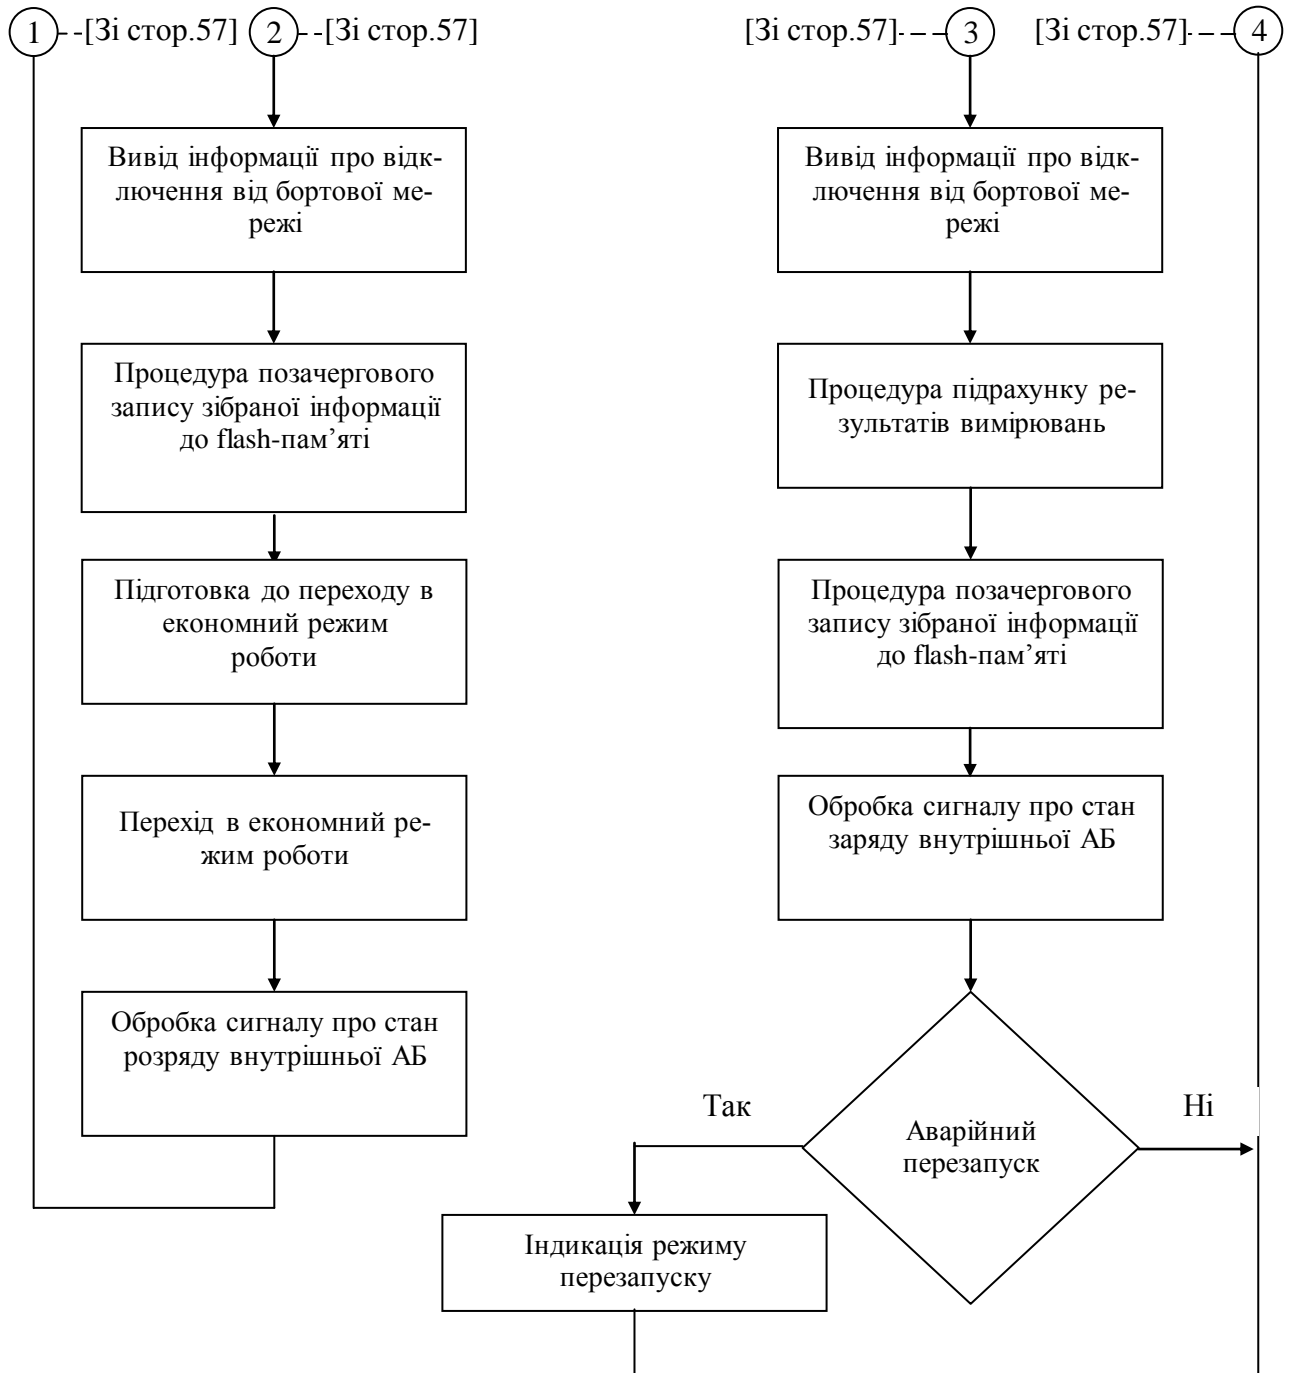 1 [Зі стор.57] 2 [Зі стор.57] [Зі стор.57] 3 [Зі стор.57] 4
Вивід інформації про відк-
лючення від бортової ме-
режі
Процедура позачергового
запису зібраної інформації
до flash-пам’яті
Підготовка до переходу в
економний режим
роботи
Перехід в економний ре-
жим роботи
Обробка сигналу про стан
розряду внутрішньої АБ
Вивід інформації про відк-
лючення від бортової ме-
режі
Процедура підрахунку ре-
зультатів вимірювань
Процедура позачергового
запису зібраної інформації
до flash-пам’яті
Обробка сигналу про стан
заряду внутрішньої АБ
Так
Ні
Аварійний
перезапуск
Індикація режиму
перезапуску